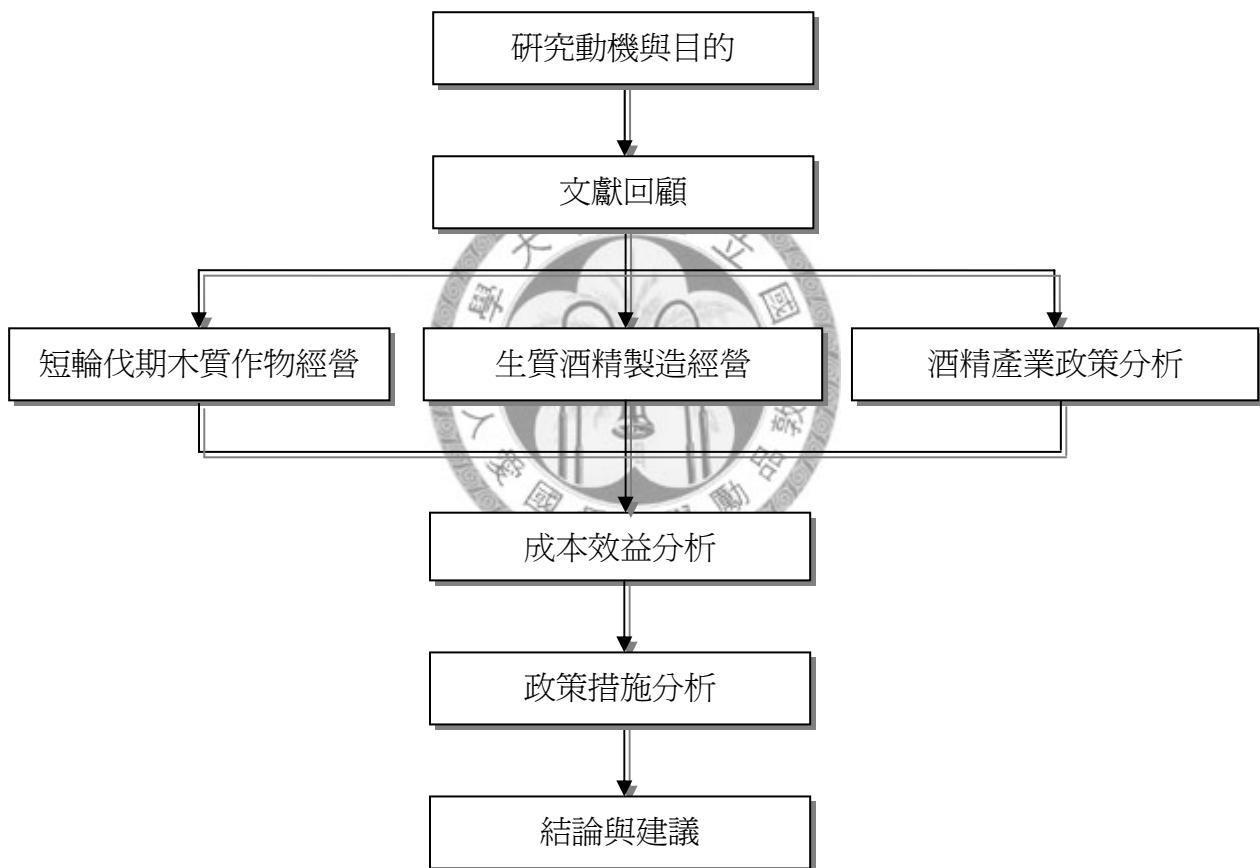 研究動機與目的
文獻回顧
短輪伐期木質作物經營
生質酒精製造經營
酒精產業政策分析
成本效益分析
政策措施分析
結論與建議